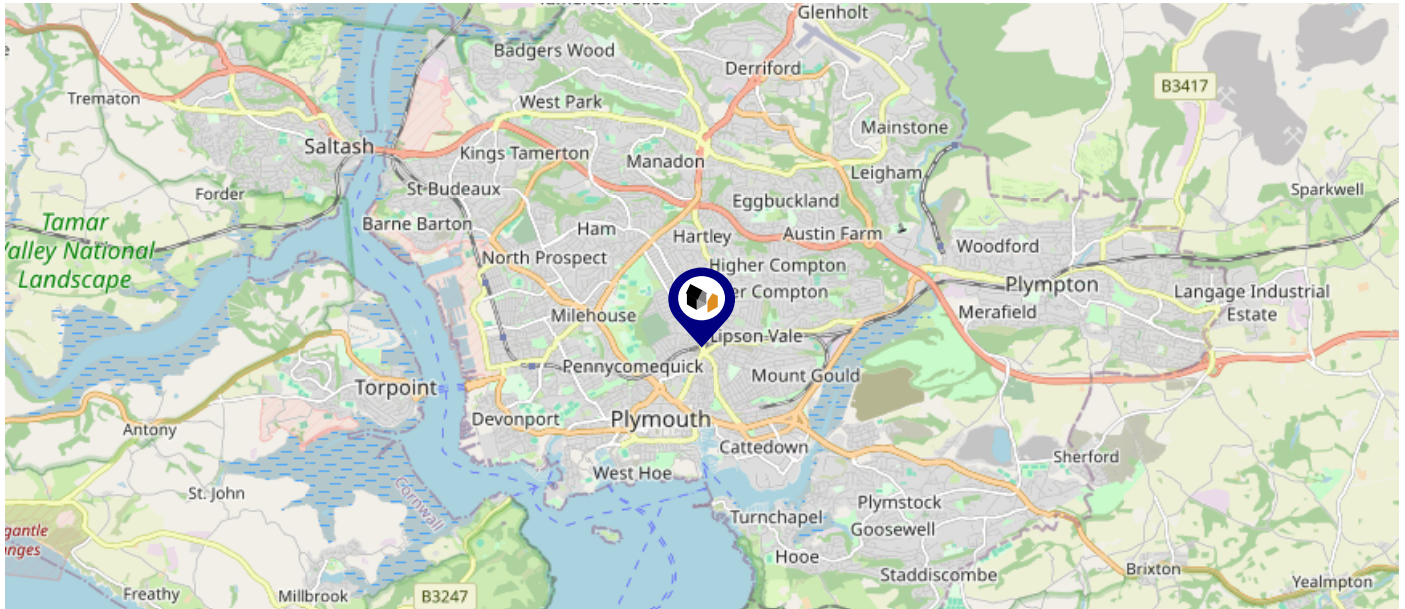 Glenholt
Badgers Wood
Derriford
B3417
Trematon
West Park
Mainstone
Saltash
Kings Tamerton
Manadon
Leigham
Forder
St Budeaux
Eggbuckland
Sparkwell
Tamar
Valley National
Landscape
Barne Barton
Ham
Hartley
Austin Farm
Woodford
North Prospect
Higher Compton
Plympton
er Compton
Langage Industrial
Estate
Milehouse
Merafield
Lipson Vale
Pennycomequick
Mount Gould
Torpoint
Devonport
Plymouth
Antony
Cattedown
Sherford
West Hoe
St. John
Cornwall
Plymstock
Turnchapel
Goosewell
Hooe
Staddiscombe
Brixton
Yealmpton
Freathy
Millbrook
B3247